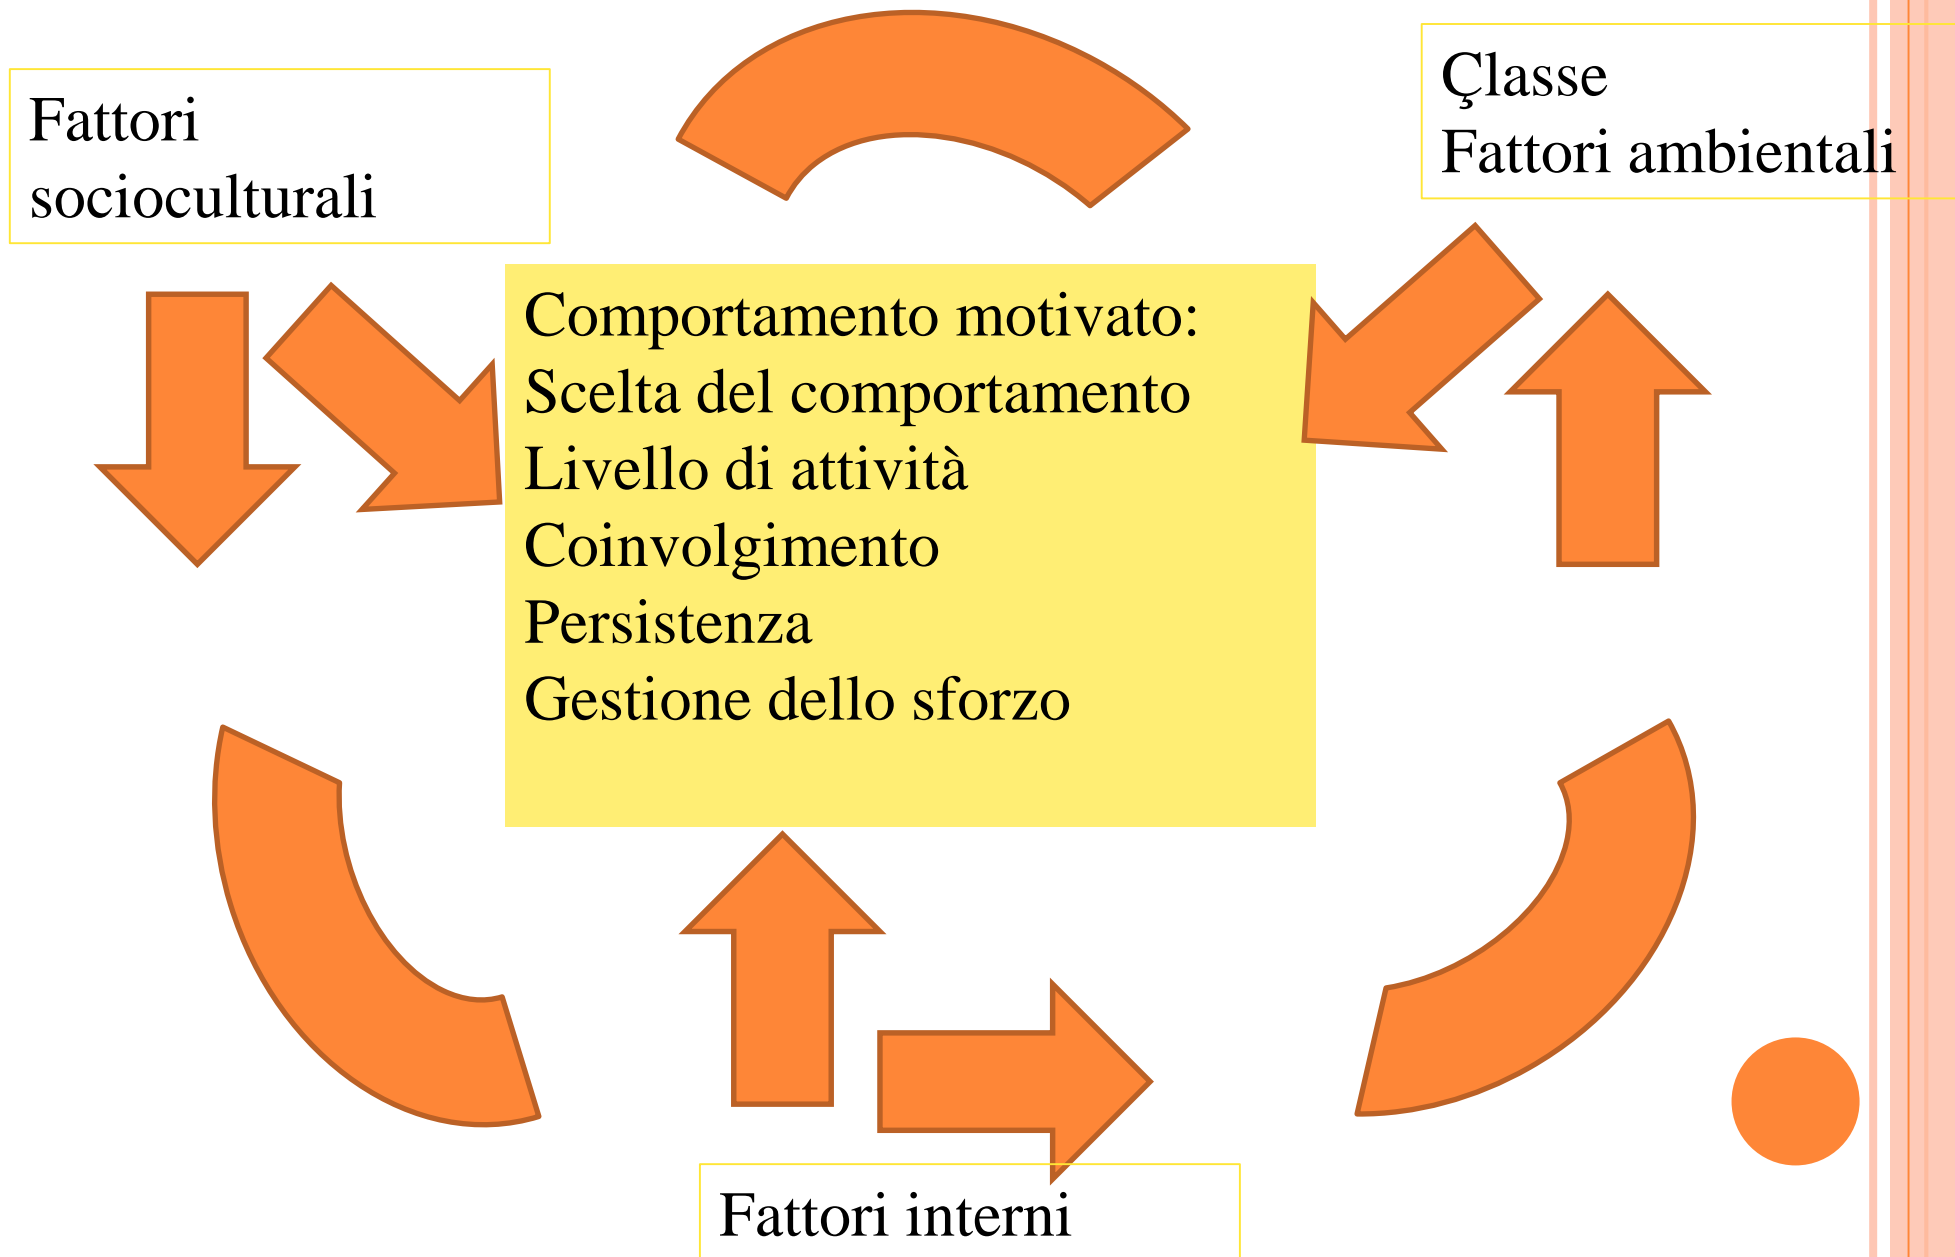 Fattori
socioculturali
Çlasse
Fattori ambientali
Comportamento motivato:
Scelta del comportamento
Livello di attività
Coinvolgimento
Persistenza
Gestione dello sforzo
Fattori interni